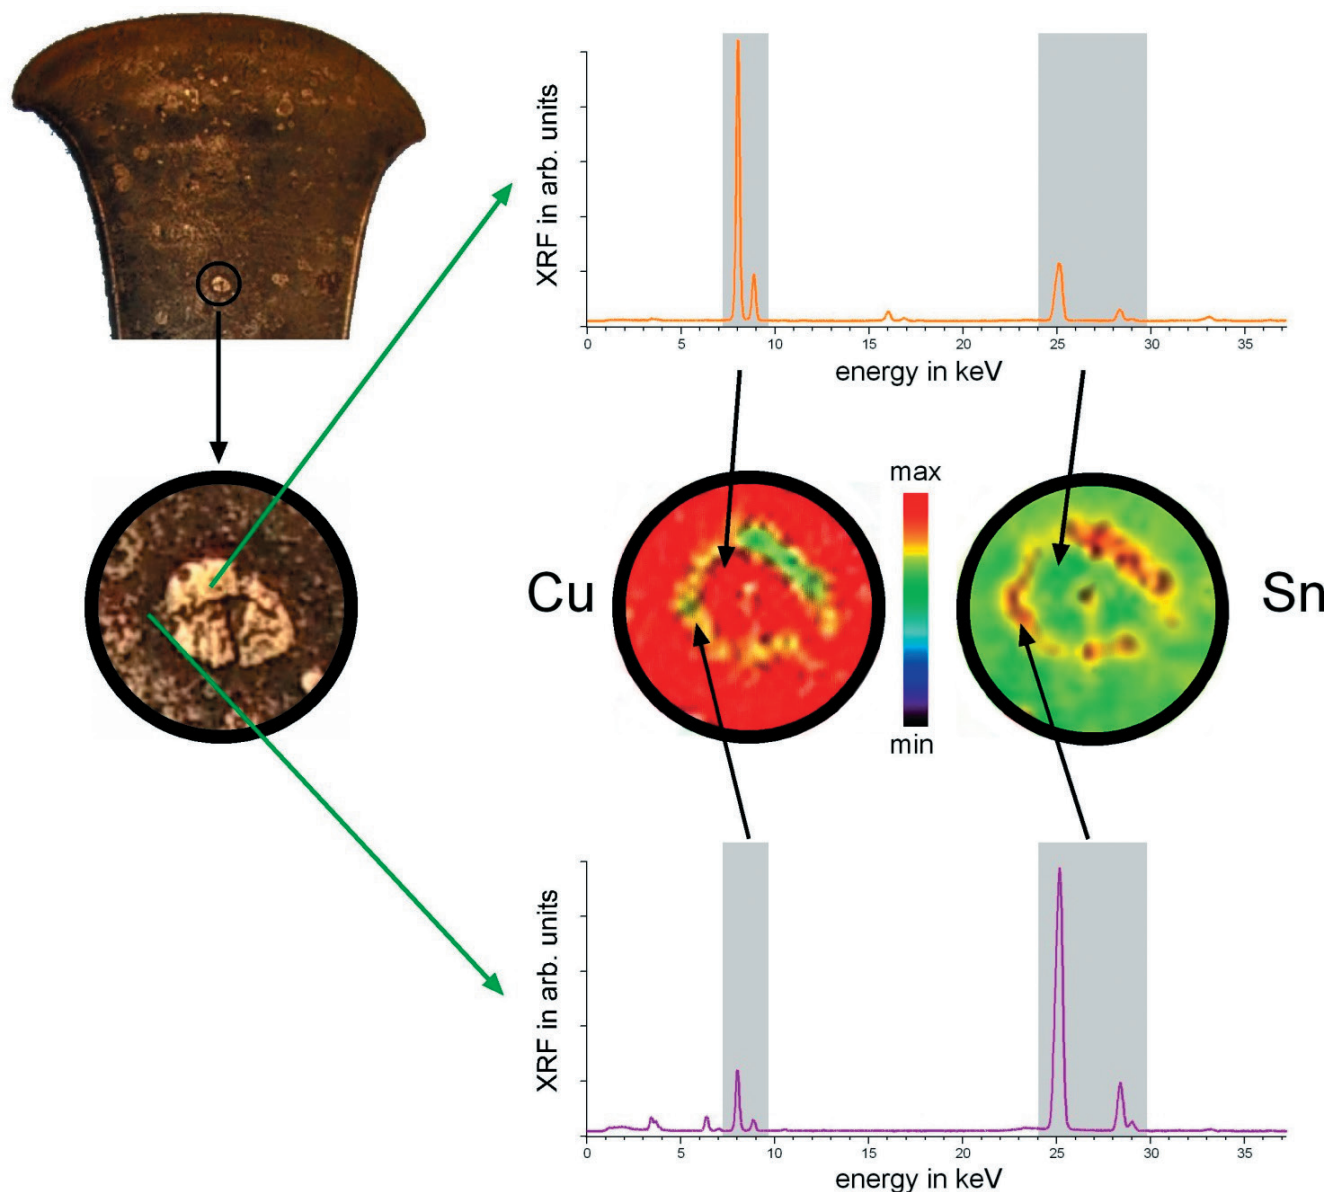 XRF in arb. units
0 5 10 15 20 25 30 35
energy in keV
max
Cu
Sn
min
XRF in arb. units
0 5 10 15 20 25 30 35
energy in keV